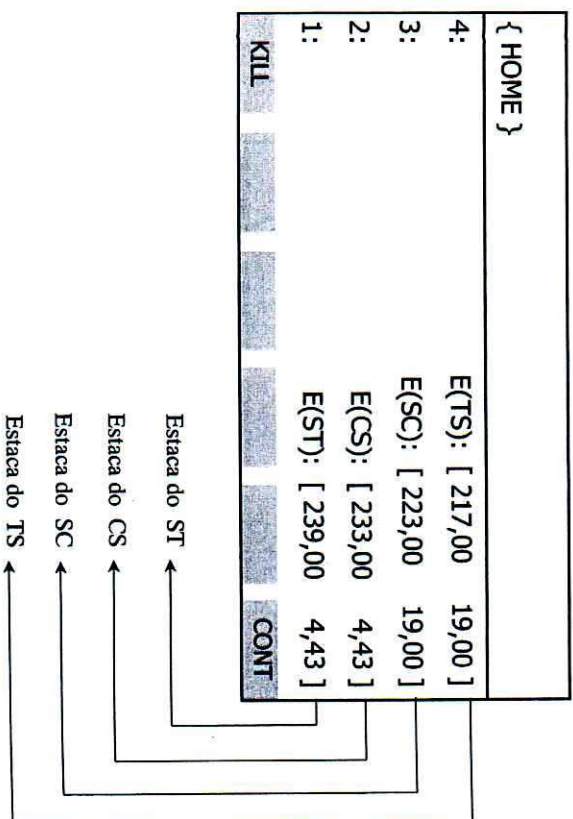 { HOME }
4: E(TS): [ 217,00 19,00 ]
3: E(SC): [ 223,00 19,00 ]
2: E(CS): [ 233,00 4,43 ]
1: E(ST): [ 239,00 4,43 ]
KILL CONT
Estaca do ST
Estaca do CS
Estaca do SC
Estaca do TS